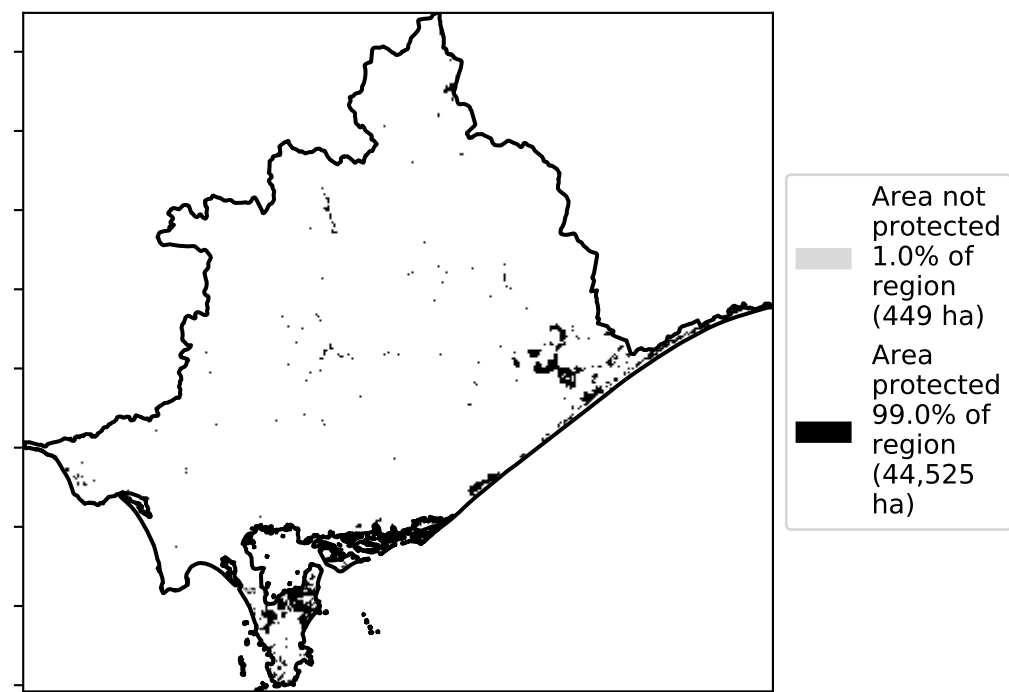 Area not
protected
1.0% of
region
(449 ha)
Area
protected
99.0% of
region
(44,525
ha)